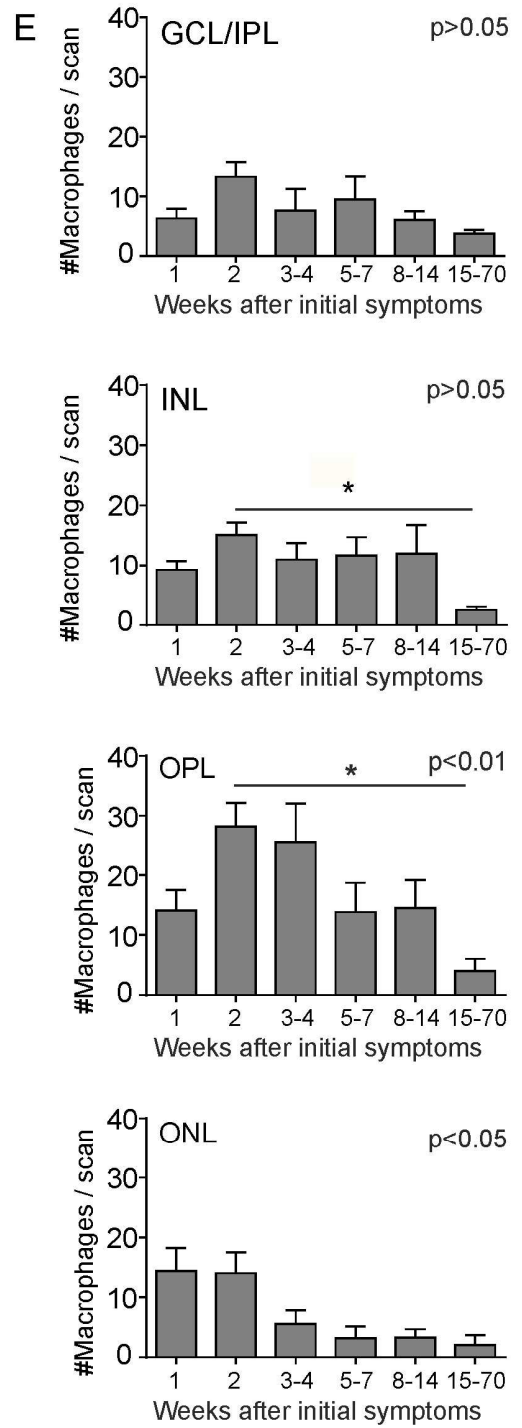 E
GCL/IPL
p>0.05
#Macrophages / scan
40
30
20
10
0
1 2 3-4 5-7 8-14 15-70
Weeks after initial symptoms
INL
p>0.05
#Macrophages / scan
40
30
20
10
0
*
1 2 3-4 5-7 8-14 15-70
Weeks after initial symptoms
OPL
p<0.01
#Macrophages / scan
40
30
20
10
0
*
1 2 3-4 5-7 8-14 15-70
Weeks after initial symptoms
ONL
p<0.05
#Macrophages / scan
40
30
20
10
0
1 2 3-4 5-7 8-14 15-70
Weeks after initial symptoms